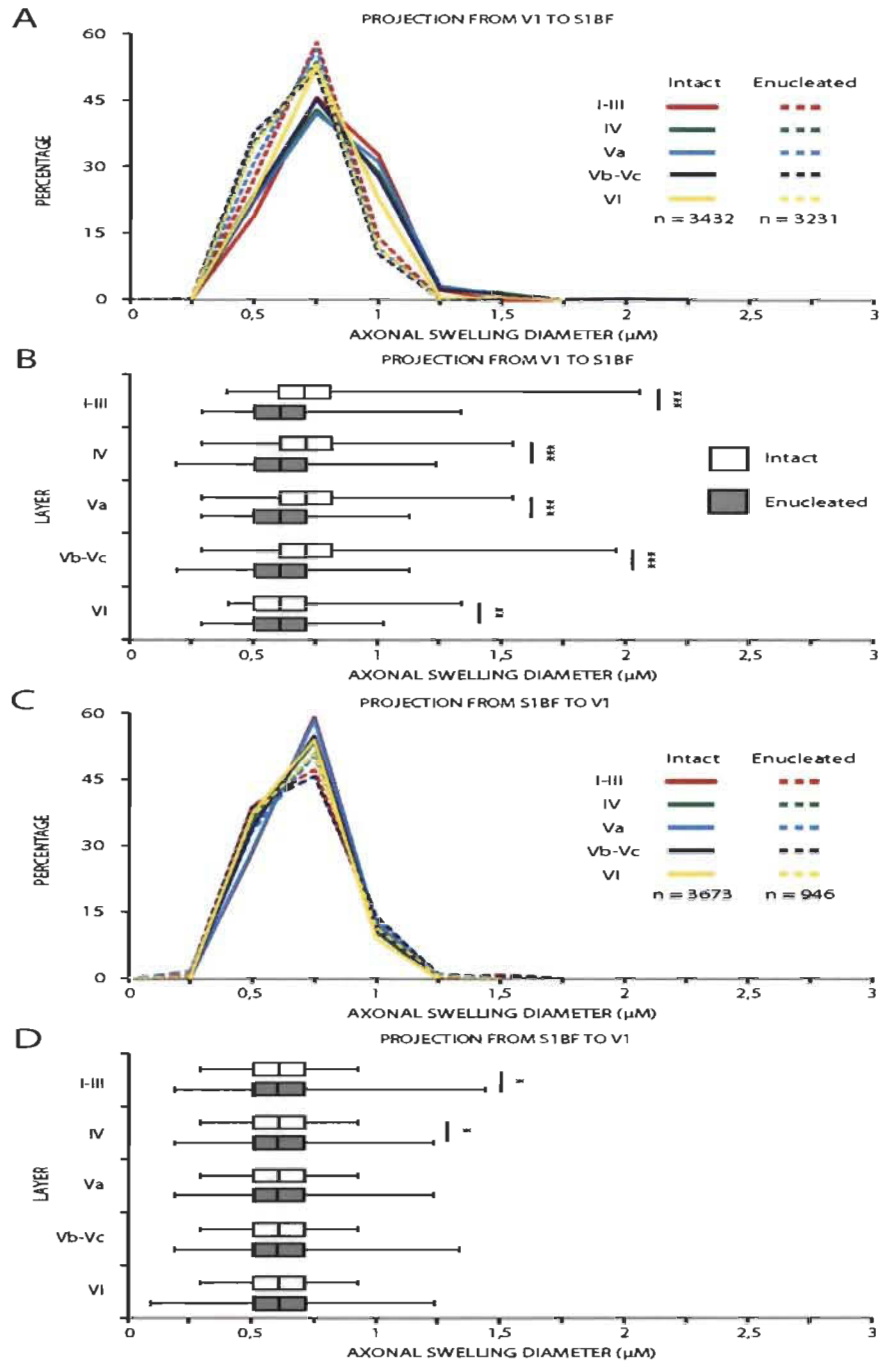 A
PROJECTION FROM V1 TO S1BF
60
45
30
15
0
PERCENTAGE
Intact Enucleated
I-III
IV
Va
Vb-Vc
VI
n = 3432 n = 3231
0 0,5 1 1,5 2 2,5 3
AXONAL SWELLING DIAMETER (µM)
B
PROJECTION FROM V1 TO S1BF
LAYER
I-III ***
IV ***
Va ***
Vb-Vc ***
VI **
Intact
Enucleated
0 0,5 1 1,5 2 2,5 3
AXONAL SWELLING DIAMETER (µM)
C
PROJECTION FROM S1BF TO V1
60
45
30
15
0
PERCENTAGE
Intact Enucleated
I-III
IV
Va
Vb-Vc
VI
n = 3673 n = 946
0 0,5 1 1,5 2 2,5 3
AXONAL SWELLING DIAMETER (µM)
D
PROJECTION FROM S1BF TO V1
LAYER
I-III *
IV *
Va
Vb-Vc
VI
0 0,5 1 1,5 2 2,5 3
AXONAL SWELLING DIAMETER (µM)